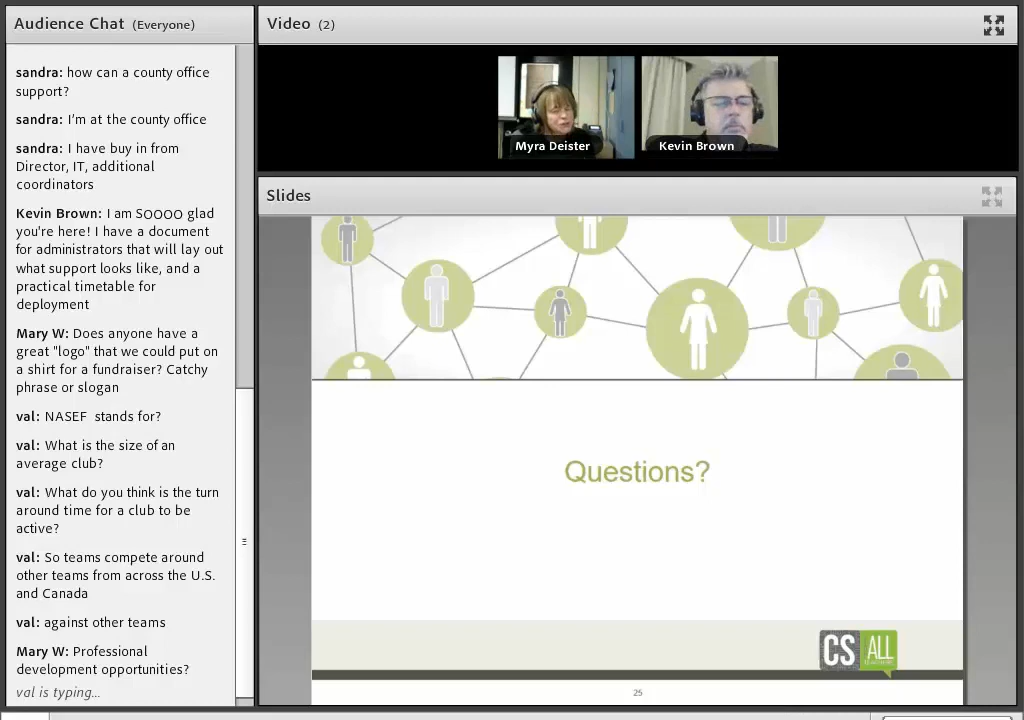 Audience Chat (Everyone)
sandra: how can a county office
support?
sandra: I'm at the county office
sandra: I have buy in from
Director, IT, additional
coordinators
Kevin Brown: I am SOOOO glad
you're here! I have a document
for administrators that will lay out
what support looks like, and a
practical timetable for
deployment
Mary W: Does anyone have a
great "logo" that we could put on
a shirt for a fundraiser? Catchy
phrase or slogan
val: NASEF stands for?
val: What is the size of an
average club?
val: What do you think is the turn
around time for a club to be
active?
val: So teams compete around
other teams from across the U.S.
and Canada
val: against other teams
Mary W: Professional
development opportunities?
val is typing...
Video (2)
Myra Deister
Kevin Brown
Slides
Questions?
CS ALL
25